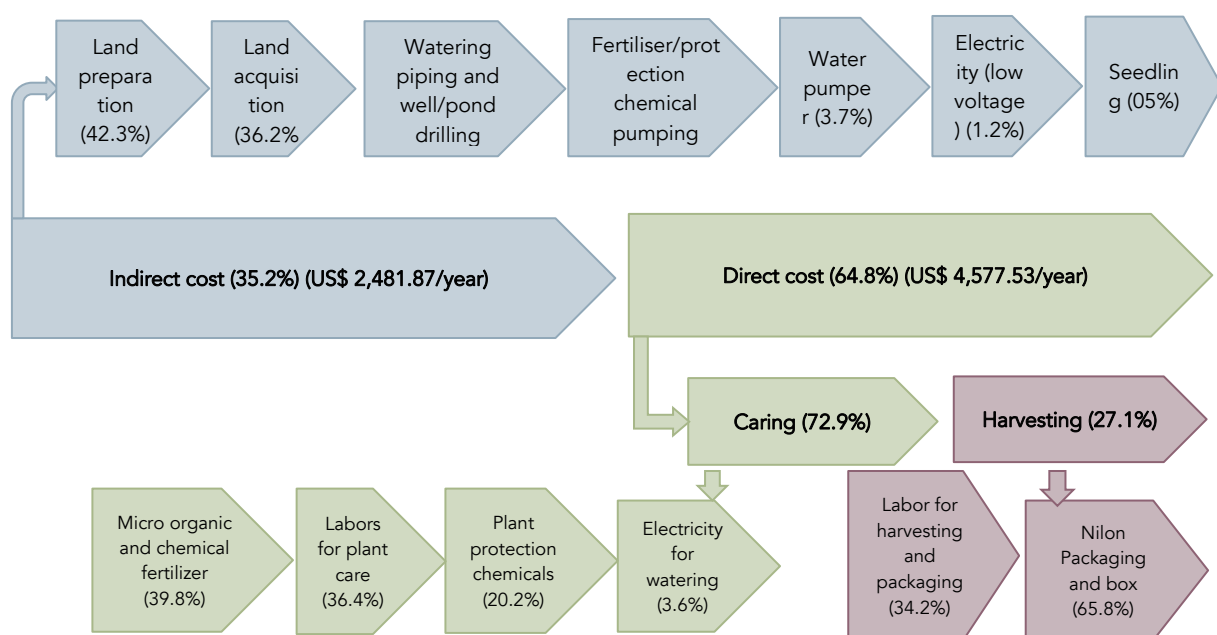 Land
prepara
tion
(42.3%)
Land
acquisi
tion
(36.2%
Watering
piping and
well/pond
drilling
Fertiliser/prot
ection
chemical
pumping
Water
pumpe
r (3.7%)
Electric
ity (low
voltage
) (1.2%)
Seedlin
g (05%)
Indirect cost (35.2%) (US$ 2,481.87/year)
Direct cost (64.8%) (US$ 4,577.53/year)
Caring (72.9%)
Harvesting (27.1%)
Micro organic
and chemical
fertilizer
(39.8%)
Labors
for plant
care
(36.4%)
Plant
protection
chemicals
(20.2%)
Electricity
for
watering
(3.6%)
Labor for
harvesting
and
packaging
(34.2%)
Nilon
Packaging
and box
(65.8%)